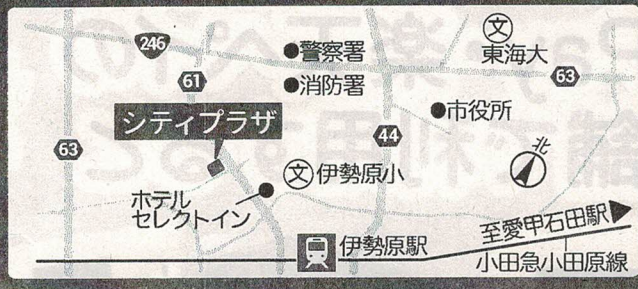 246
警察署
文
東海大
61
消防署
63
市役所
シティプラザ
44
63
北
文 伊勢原小
ホテル
セレクトイン
至愛甲石田駅
伊勢原駅
小田急小田原線